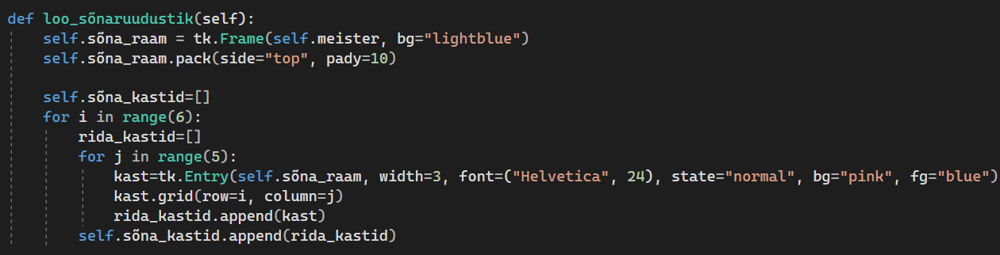 def loo_sõnaruudustik(self):
    self.sõna_raam = tk.Frame(self.meister, bg="lightblue")
    self.sõna_raam.pack(side="top", pady=10)

    self.sõna_kastid=[]
    for i in range(6):
        rida_kastid=[]
        for j in range(5):
            kast=tk.Entry(self.sõna_raam, width=3, font=("Helvetica", 24), state="normal", bg="pink", fg="blue")
            kast.grid(row=i, column=j)
            rida_kastid.append(kast)
        self.sõna_kastid.append(rida_kastid)